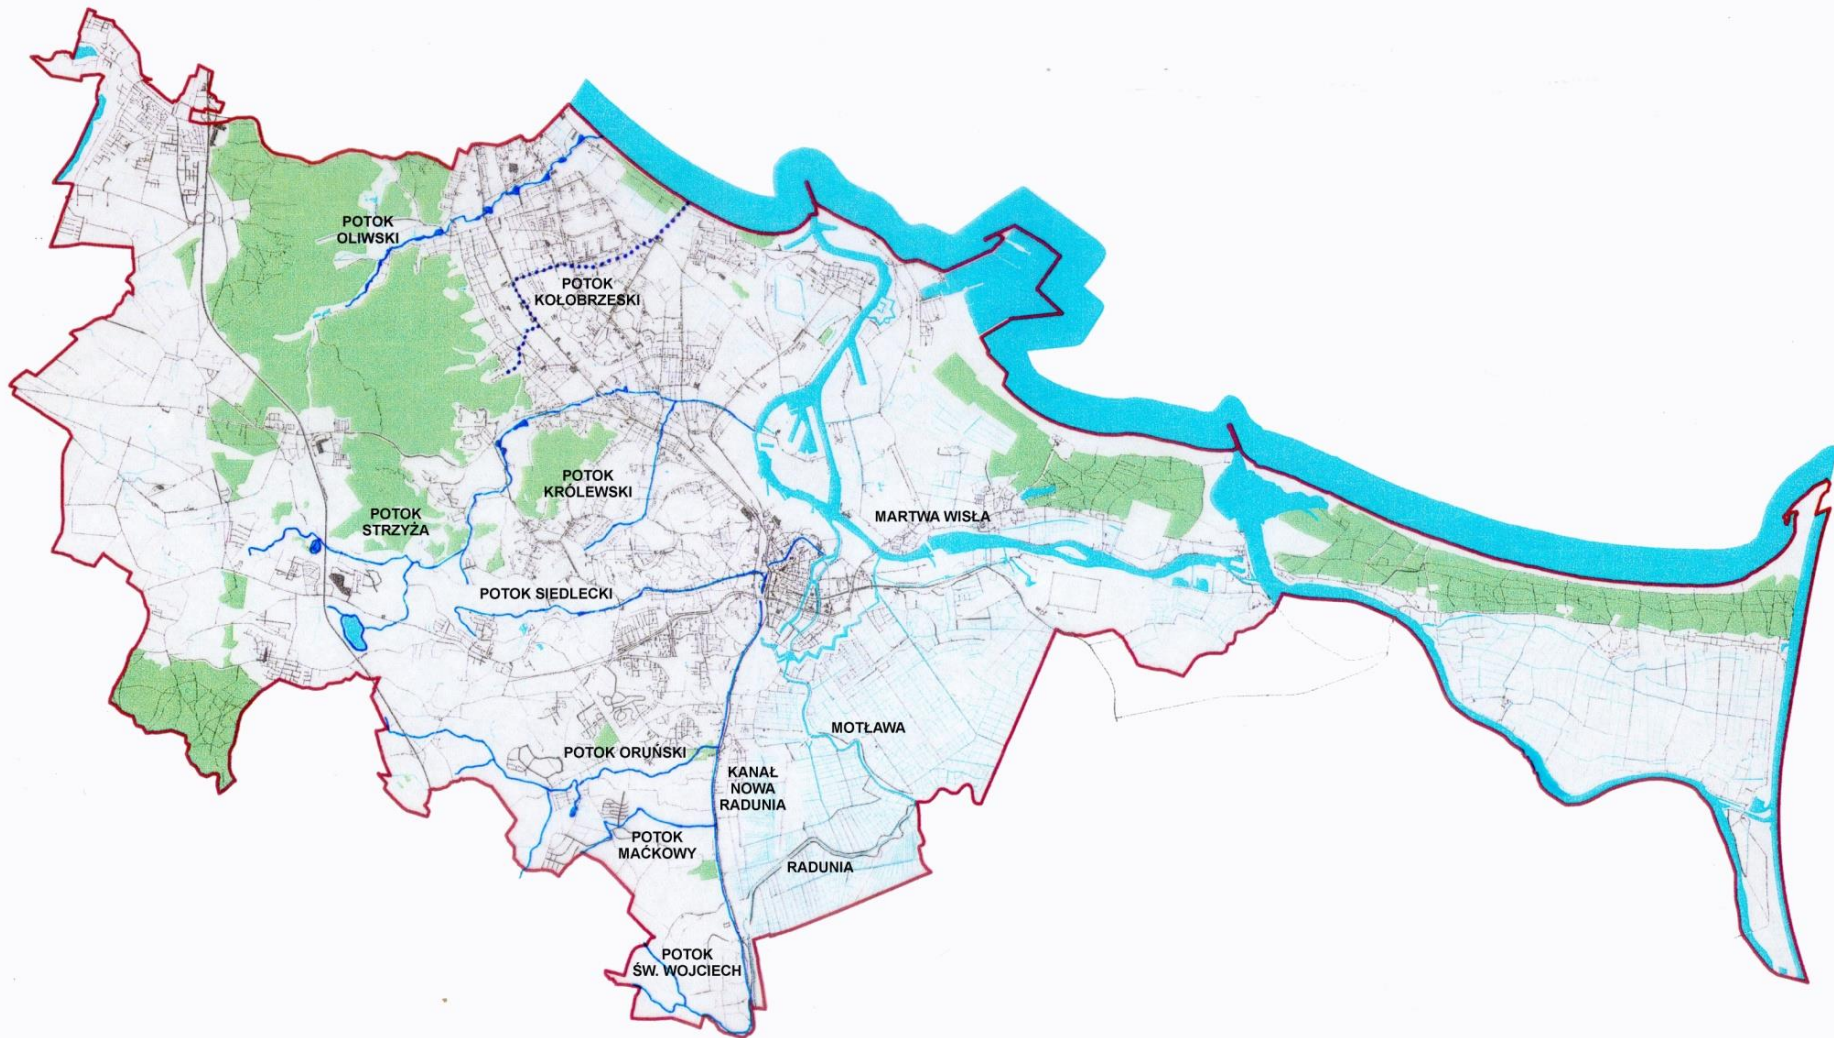 POTOK
OLIWSKI
POTOK
KOŁOBRZESKI
POTOK
KRÓLEWSKI
POTOK
STRZYŻA
MARTWA WISŁA
POTOK SIEDLECKI
MOTŁAWA
POTOK ORUŃSKI
KANAŁ
NOWA
RADUNIA
POTOK
MAĆKOWY
RADUNIA
POTOK
ŚW. WOJCIECH